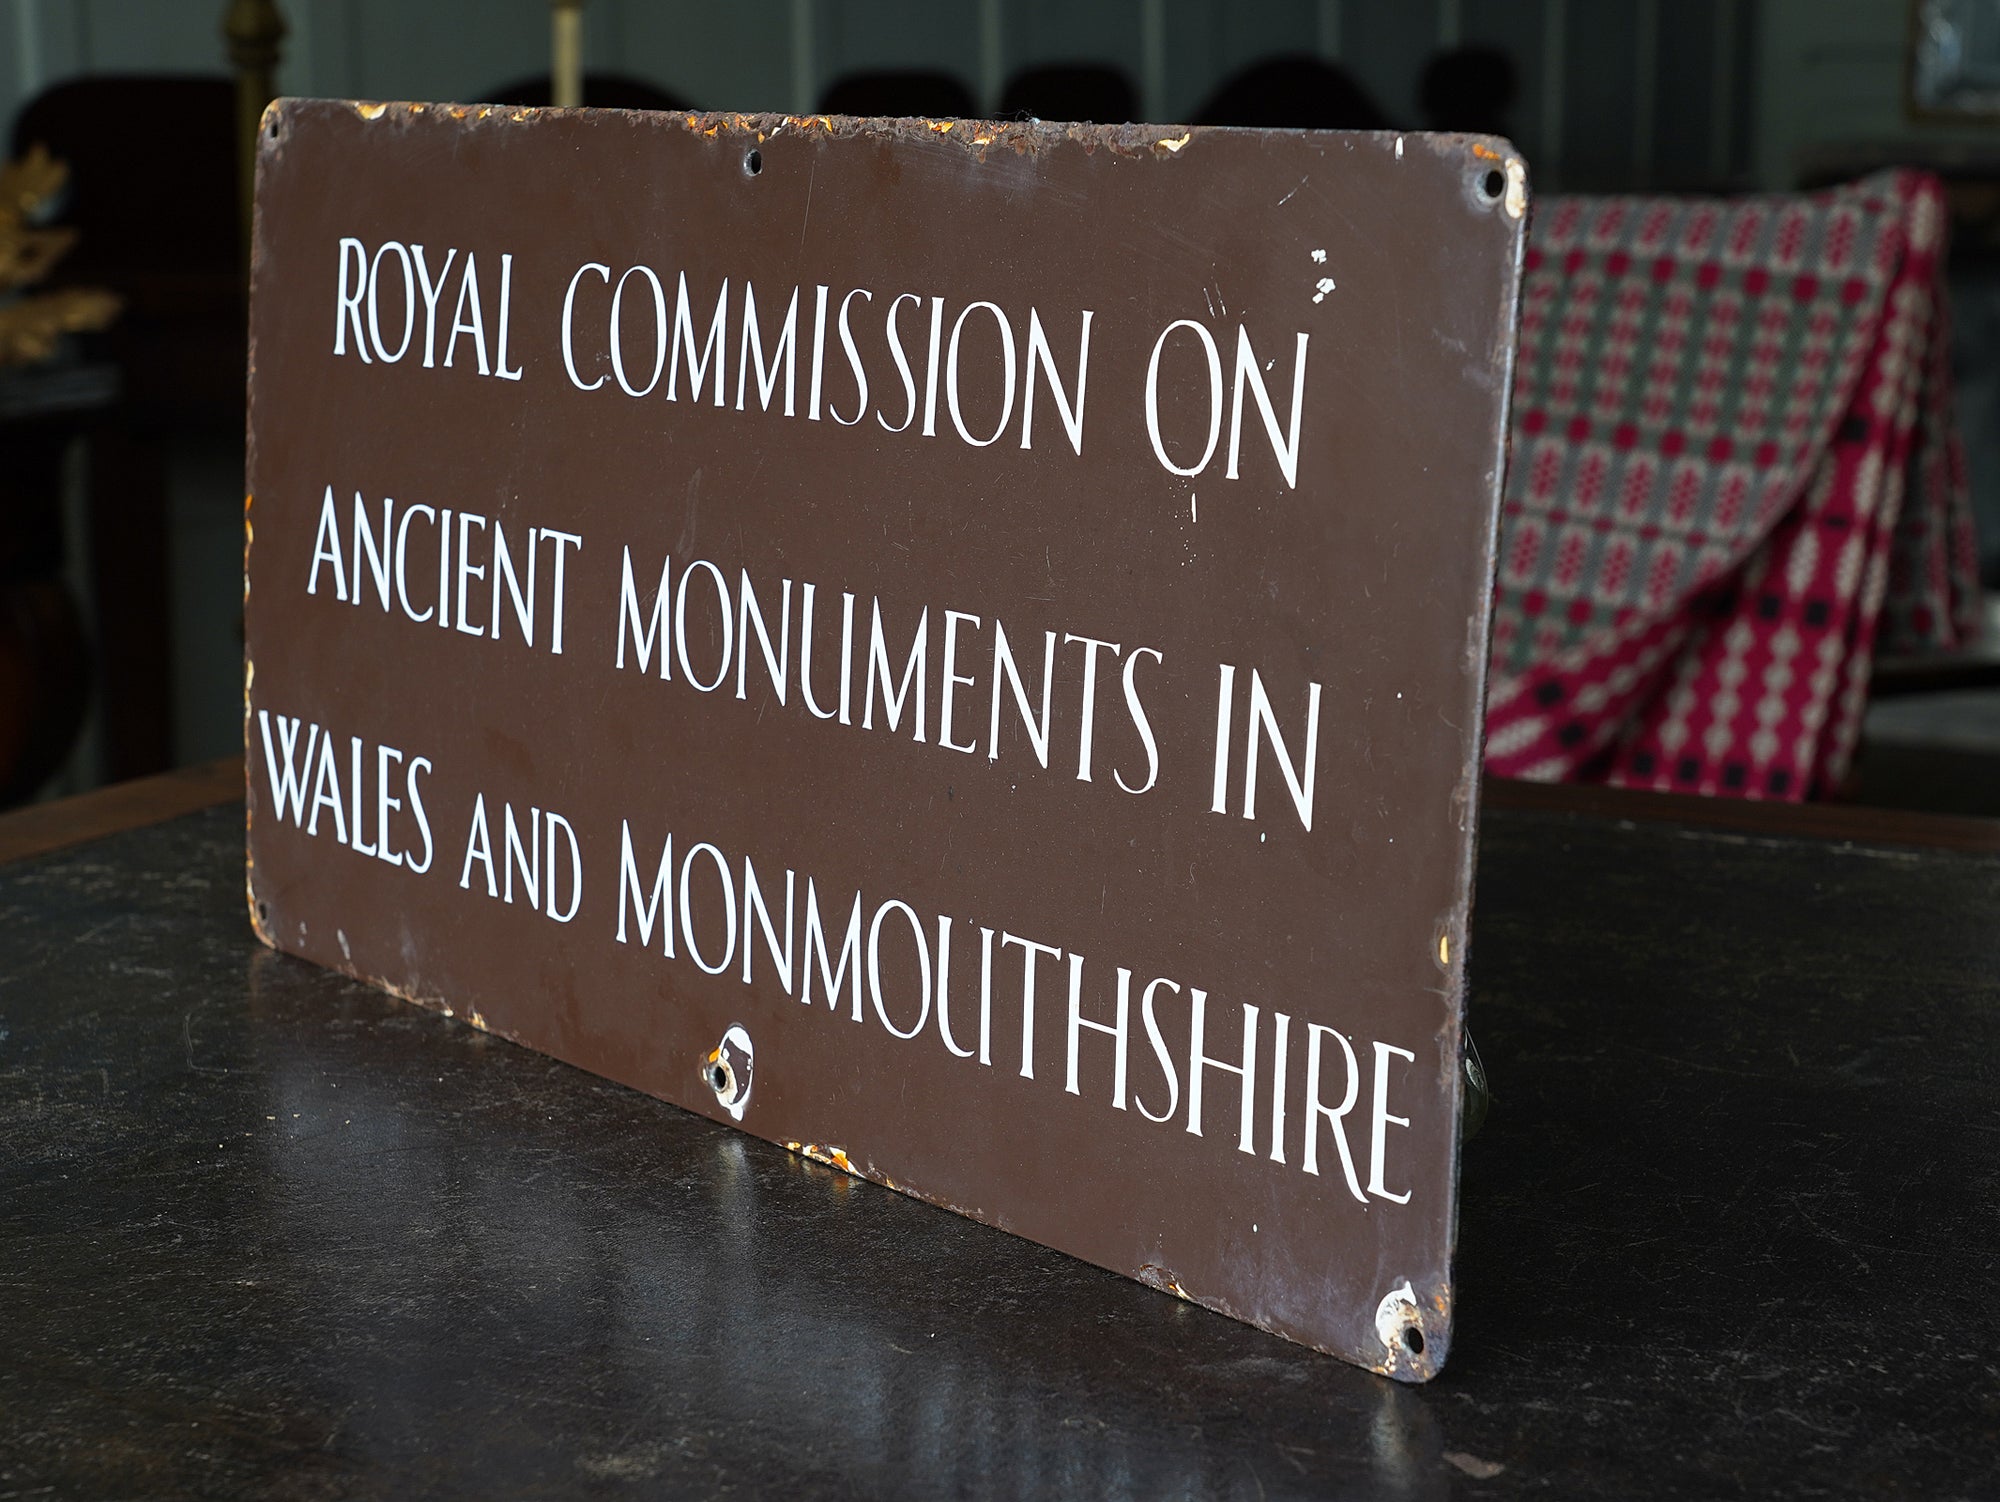 ROYAL COMMISSION ON
ANCIENT MONUMENTS IN
WALES AND MONMOUTHSHIRE